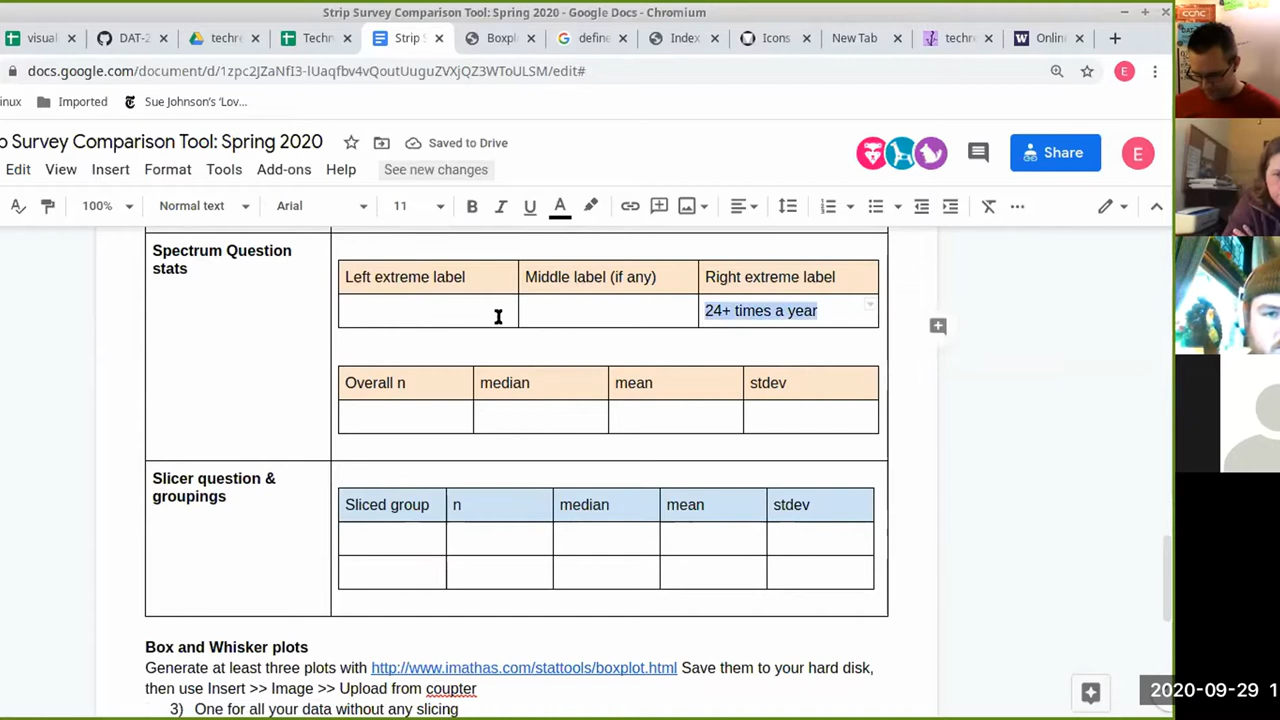 Strip Survey Comparison Tool: Spring 2020 - Google Docs - Chromium
visual DAT-2 techre Techn Strip S Boxplo define Index Icons New Tab techr Online
docs.google.com/document/d/1zpc2JZaNfI3-lUaqfbv4vQoutUuguZVXjQZ3WToULSM/edit#
inux Imported Sue Johnson's 'Lov...
p Survey Comparison Tool: Spring 2020 Saved to Drive
Share E
Edit View Insert Format Tools Add-ons Help See new changes
100% Normal text Arial 11
Spectrum Question
stats
Left extreme label Middle label (if any) Right extreme label
24+ times a year
Overall n median mean stdev
Slicer question &
groupings
Sliced group n median mean stdev
Box and Whisker plots
Generate at least three plots with http://www.imathas.com/stattools/boxplot.html Save them to your hard disk,
then use Insert >> Image >> Upload from coupter
3) One for all your data without any slicing
2020-09-29 1